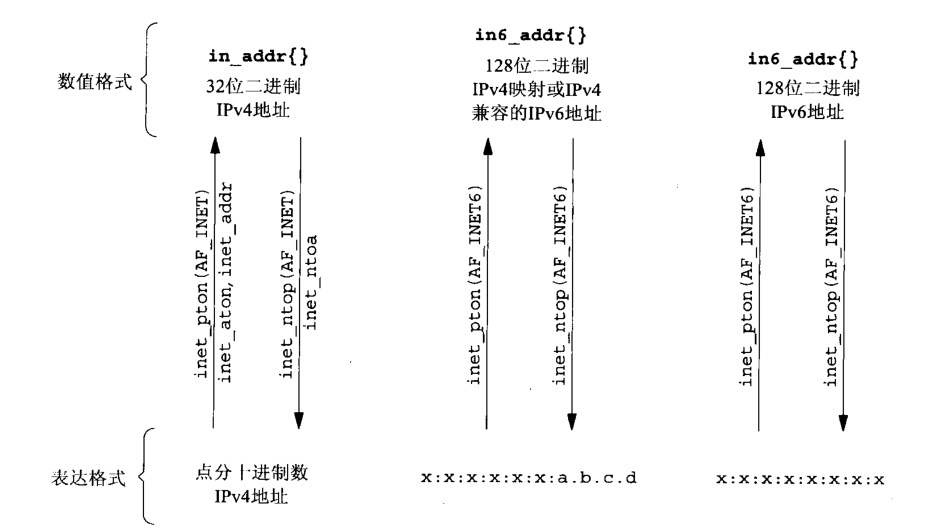 数值格式
in_addr{}
32位二进制
IPv4地址
in6_addr{}
128位二进制
IPv4映射或IPv4
兼容的IPv6地址
in6_addr{}
128位二进制
IPv6地址
inet_pton(AF_INET)
inet_aton,inet_addr
inet_ntop(AF_INET)
inet_ntoa
inet_pton(AF_INET6)
inet_ntop(AF_INET6)
inet_pton(AF_INET6)
inet_ntop(AF_INET6)
表达格式
点分十进制数
IPv4地址
x:x:x:x:x:x:a.b.c.d
x:x:x:x:x:x:x:x